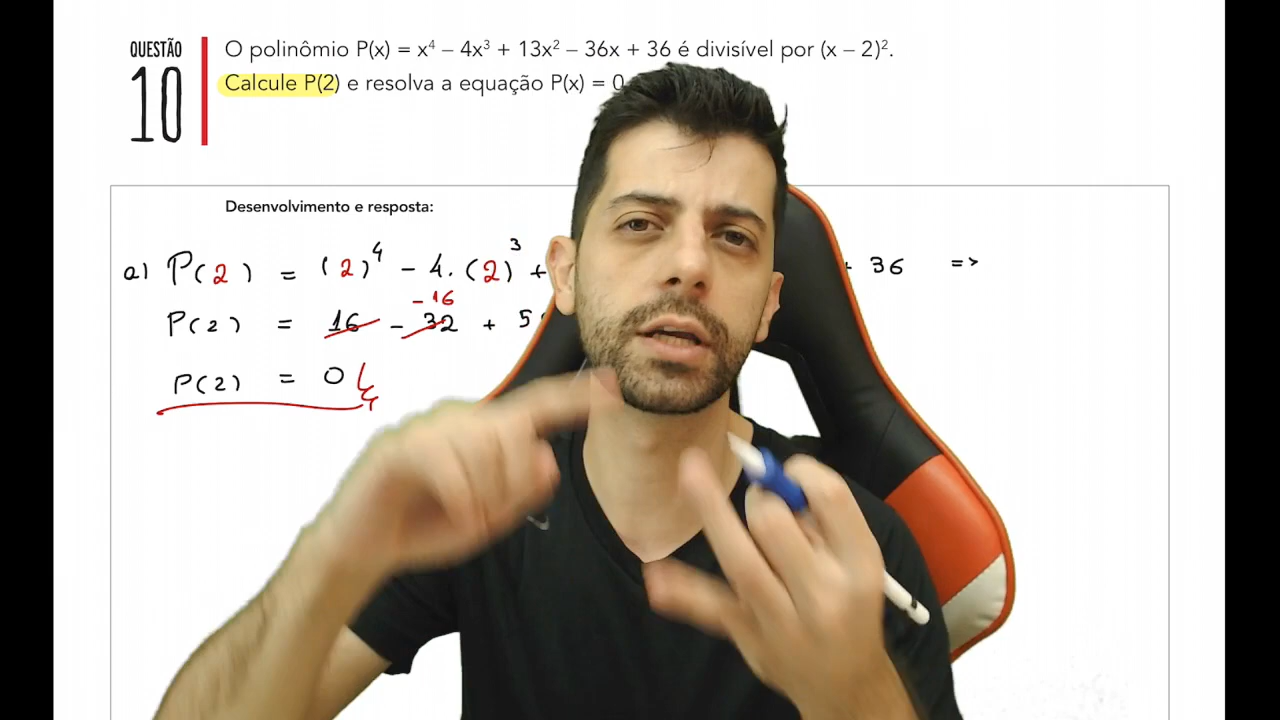 QUESTÃO
10
O polinômio P(x) = x⁴ – 4x³ + 13x² – 36x + 36 é divisível por (x – 2)².
Calcule P(2) e resolva a equação P(x) = 0
Desenvolvimento e resposta:
a) P(2) = (2)⁴ - 4.(2)³ + + 36 =>
-16
P(2) = 16 - 32 + 5
P(2) = 0